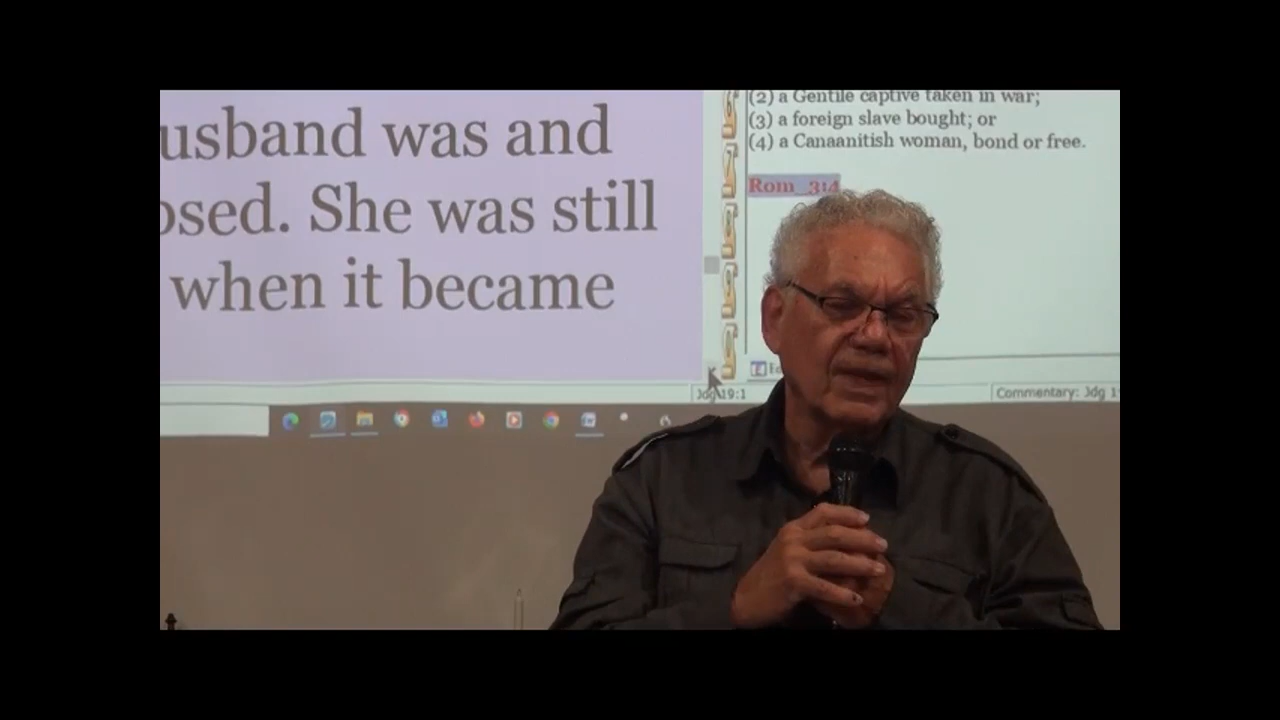 usband was and
osed. She was still
when it became
(2) a Gentile captive taken in war;
(3) a foreign slave bought; or
(4) a Canaanitish woman, bond or free.
Rom_3:4
Jdg 19:1
Commentary: Jdg 1